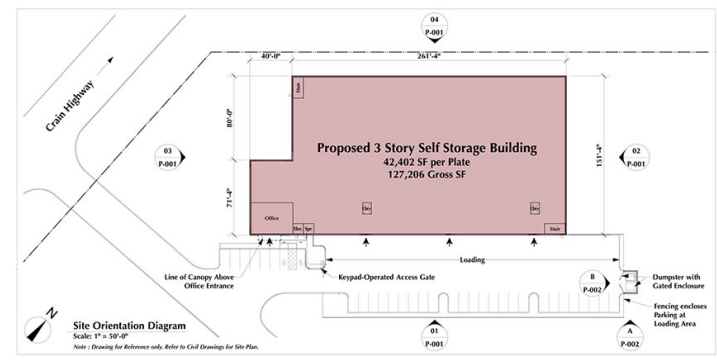 04
P-001
40'-0"
261'-4"
Crain Highway
Stair
80'-0"
Proposed 3 Story Self Storage Building
42,402 SF per Plate
127,206 Gross SF
03
P-001
02
P-001
151'-4"
71'-4"
Office
Elec
Spr
Elev
Elev
Stair
Loading
Line of Canopy Above
Office Entrance
Keypad-Operated Access Gate
B
P-002
Dumpster with
Gated Enclosure
Fencing encloses
Parking at
Loading Area
N
Site Orientation Diagram
Scale: 1" = 50'-0"
Note : Drawing for Reference only. Refer to Civil Drawings for Site Plan.
01
P-001
A
P-002